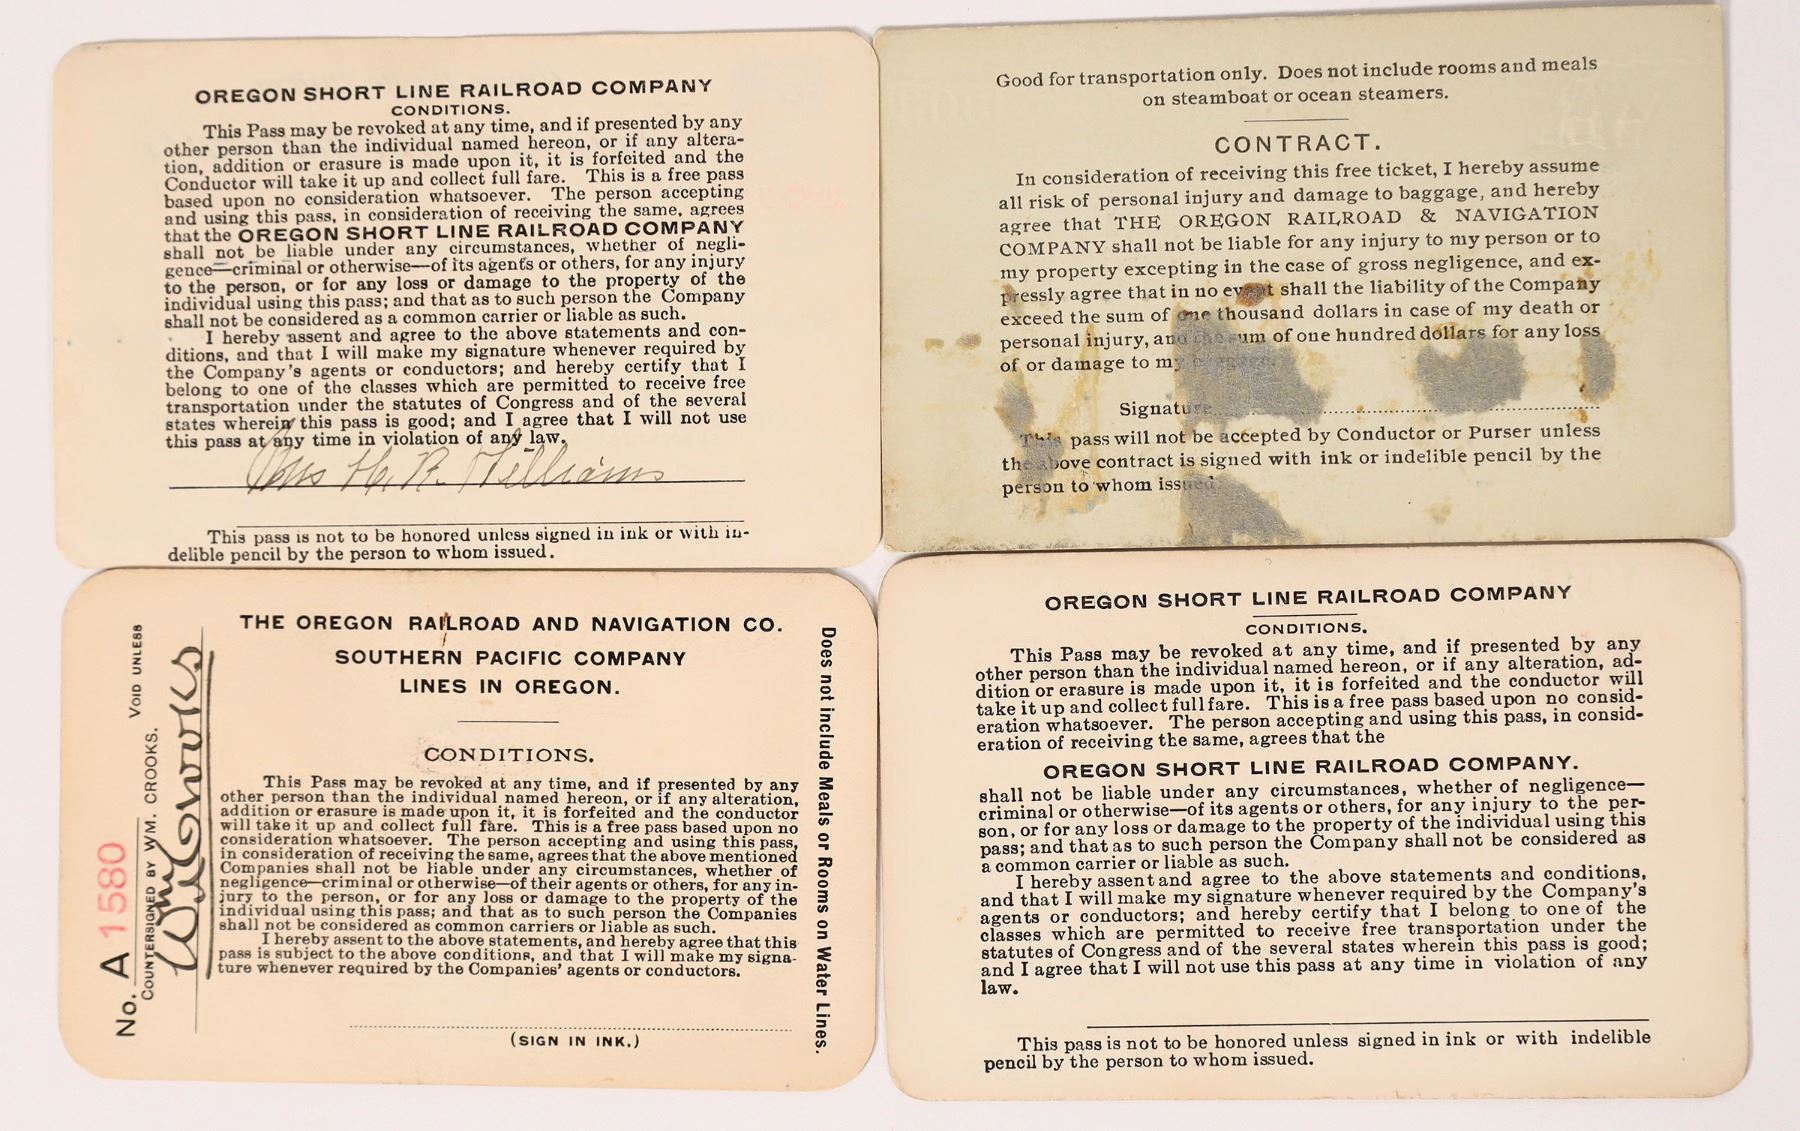 OREGON SHORT LINE RAILROAD COMPANY
CONDITIONS.
This Pass may be revoked at any time, and if presented by any
other person than the individual named hereon, or if any altera-
tion, addition or erasure is made upon it, it is forfeited and the
Conductor will take it up and collect full fare. This is a free pass
based upon no consideration whatsoever. The person accepting
and using this pass, in consideration of receiving the same, agrees
that the OREGON SHORT LINE RAILROAD COMPANY
shall not be liable under any circumstances, whether of negli-
gence—criminal or otherwise—of its agents or others, for any injury
to the person, or for any loss or damage to the property of the
individual using this pass; and that as to such person the Company
shall not be considered as a common carrier or liable as such.
I hereby assent and agree to the above statements and con-
ditions, and that I will make my signature whenever required by
the Company's agents or conductors; and hereby certify that I
belong to one of the classes which are permitted to receive free
transportation under the statutes of Congress and of the several
states wherein this pass is good; and I agree that I will not use
this pass at any time in violation of any law.
Mrs H. R. Williams
This pass is not to be honored unless signed in ink or with in-
delible pencil by the person to whom issued.
Good for transportation only. Does not include rooms and meals
on steamboat or ocean steamers.
CONTRACT.
In consideration of receiving this free ticket, I hereby assume
all risk of personal injury and damage to baggage, and hereby
agree that THE OREGON RAILROAD & NAVIGATION
COMPANY shall not be liable for any injury to my person or to
my property excepting in the case of gross negligence, and ex-
pressly agree that in no event shall the liability of the Company
exceed the sum of one thousand dollars in case of my death or
personal injury, and the sum of one hundred dollars for any loss
of or damage to my baggage.
Signature
This pass will not be accepted by Conductor or Purser unless
the above contract is signed with ink or indelible pencil by the
person to whom issued.
No. A 1580
COUNTERSIGNED BY WM. CROOKS. VOID UNLESS
Wm Crooks
THE OREGON RAILROAD AND NAVIGATION CO.
SOUTHERN PACIFIC COMPANY
LINES IN OREGON.
CONDITIONS.
This Pass may be revoked at any time, and if presented by any
other person than the individual named hereon, or if any alteration,
addition or erasure is made upon it, it is forfeited and the conductor
will take it up and collect full fare. This is a free pass based upon no
consideration whatsoever. The person accepting and using this pass,
in consideration of receiving the same, agrees that the above mentioned
Companies shall not be liable under any circumstances, whether of
negligence—criminal or otherwise—of their agents or others, for any in-
jury to the person, or for any loss or damage to the property of the
individual using this pass; and that as to such person the Companies
shall not be considered as common carriers or liable as such.
I hereby assent to the above statements, and hereby agree that this
pass is subject to the above conditions, and that I will make my signa-
ture whenever required by the Companies' agents or conductors.
(SIGN IN INK.)
Does not include Meals or Rooms on Water Lines.
OREGON SHORT LINE RAILROAD COMPANY
CONDITIONS.
This Pass may be revoked at any time, and if presented by any
other person than the individual named hereon, or if any alteration, ad-
dition or erasure is made upon it, it is forfeited and the conductor will
take it up and collect full fare. This is a free pass based upon no consid-
eration whatsoever. The person accepting and using this pass, in consid-
eration of receiving the same, agrees that the
OREGON SHORT LINE RAILROAD COMPANY.
shall not be liable under any circumstances, whether of negligence—
criminal or otherwise—of its agents or others, for any injury to the per-
son, or for any loss or damage to the property of the individual using this
pass; and that as to such person the Company shall not be considered as
a common carrier or liable as such.
I hereby assent and agree to the above statements and conditions,
and that I will make my signature whenever required by the Company's
agents or conductors; and hereby certify that I belong to one of the
classes which are permitted to receive free transportation under the
statutes of Congress and of the several states wherein this pass is good;
and I agree that I will not use this pass at any time in violation of any
law.
This pass is not to be honored unless signed in ink or with indelible
pencil by the person to whom issued.